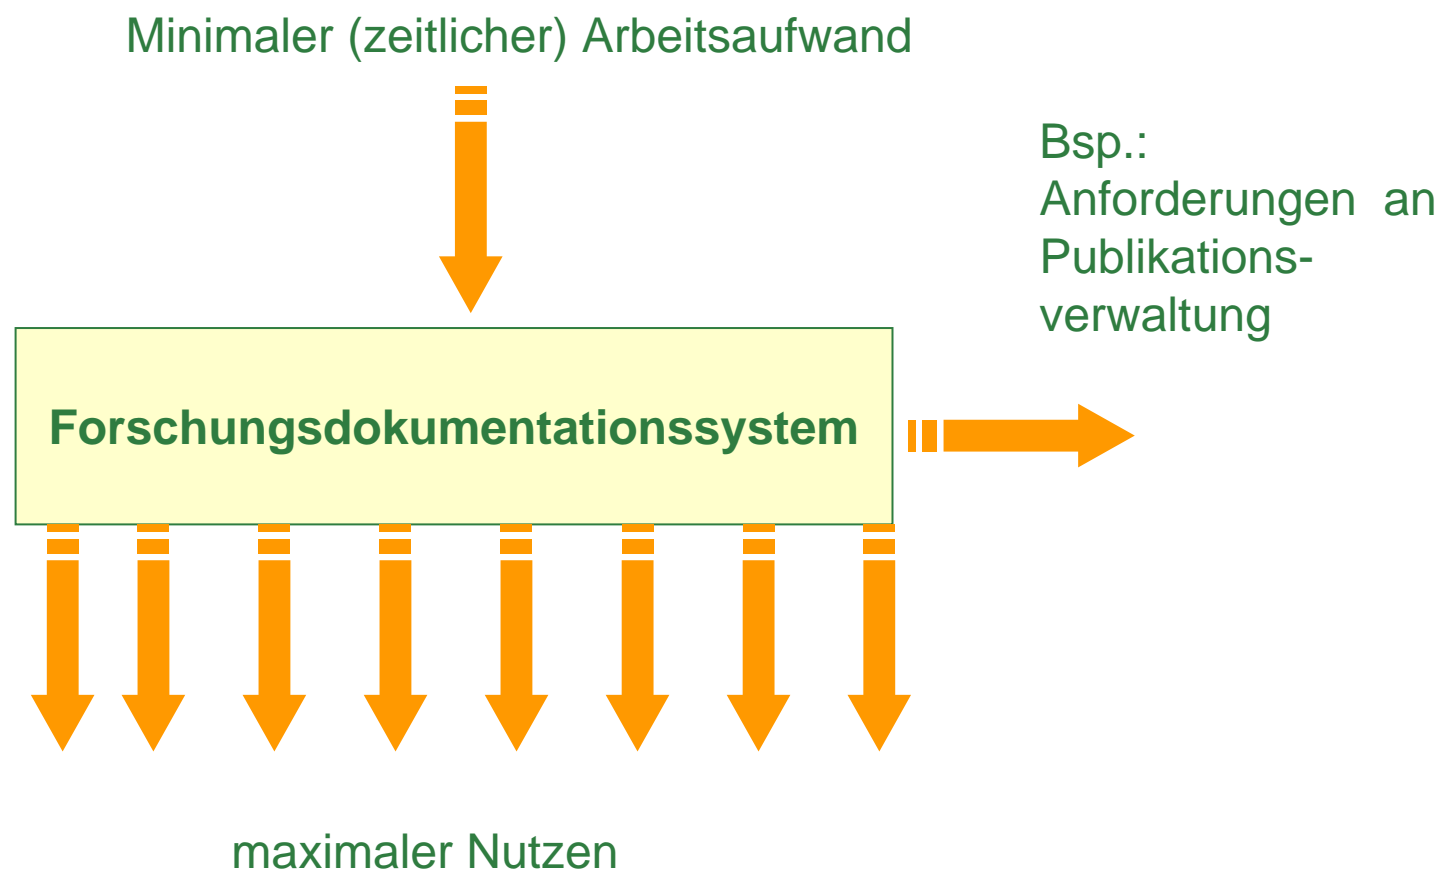 Minimaler (zeitlicher) Arbeitsaufwand
Bsp.:
Anforderungen an
Publikations-
verwaltung
Forschungsdokumentationssystem
maximaler Nutzen